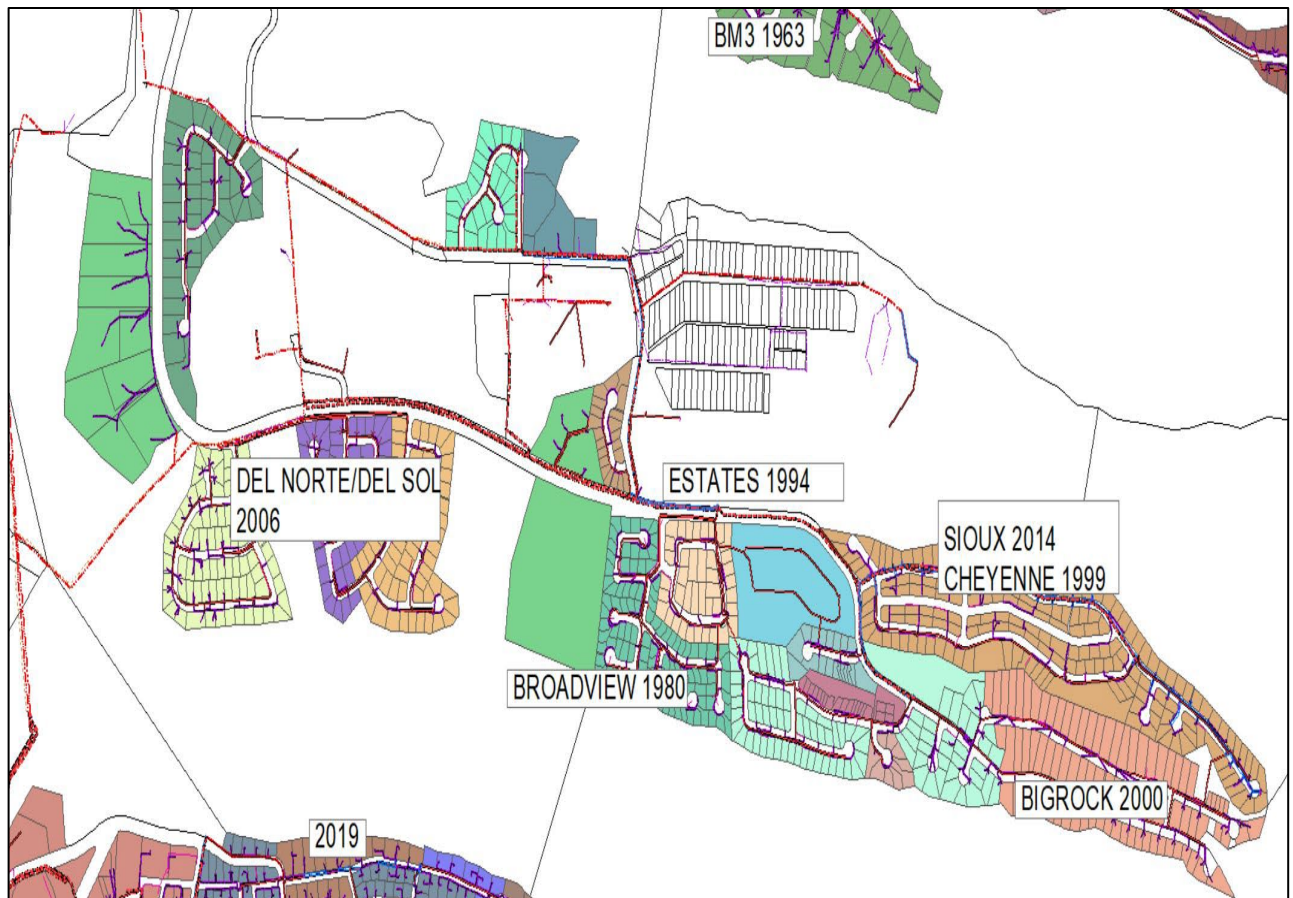 BM3 1963
DEL NORTE/DEL SOL
2006
ESTATES 1994
SIOUX 2014
CHEYENNE 1999
BROADVIEW 1980
BIGROCK 2000
2019